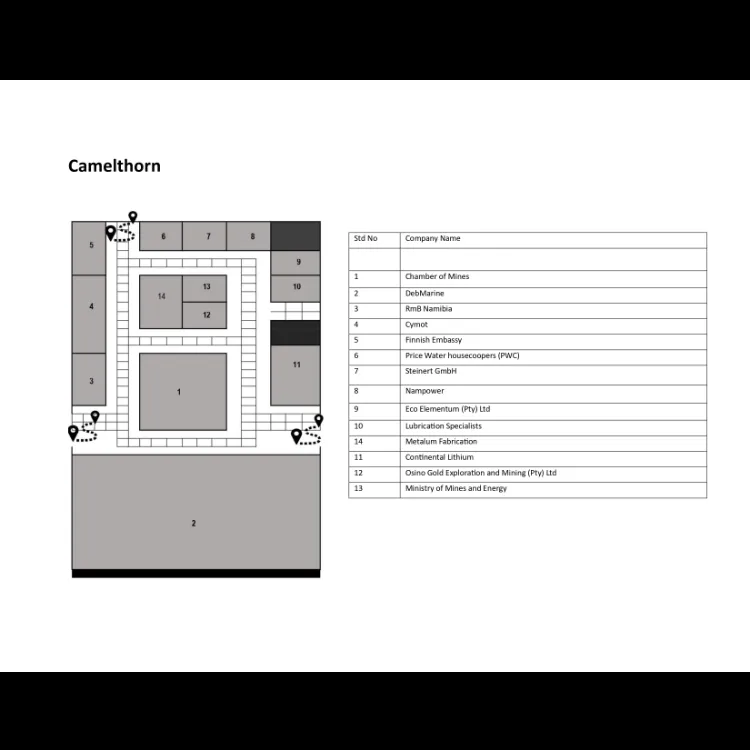 Camelthorn
5
6
7
8
9
14
13
10
4
12
11
3
1
2
Std No Company Name
1 Chamber of Mines
2 DebMarine
3 RmB Namibia
4 Cymot
5 Finnish Embassy
6 Price Water housecoopers (PWC)
7 Steinert GmbH
8 Nampower
9 Eco Elementum (Pty) Ltd
10 Lubrication Specialists
14 Metalum Fabrication
11 Continental Lithium
12 Osino Gold Exploration and Mining (Pty) Ltd
13 Ministry of Mines and Energy